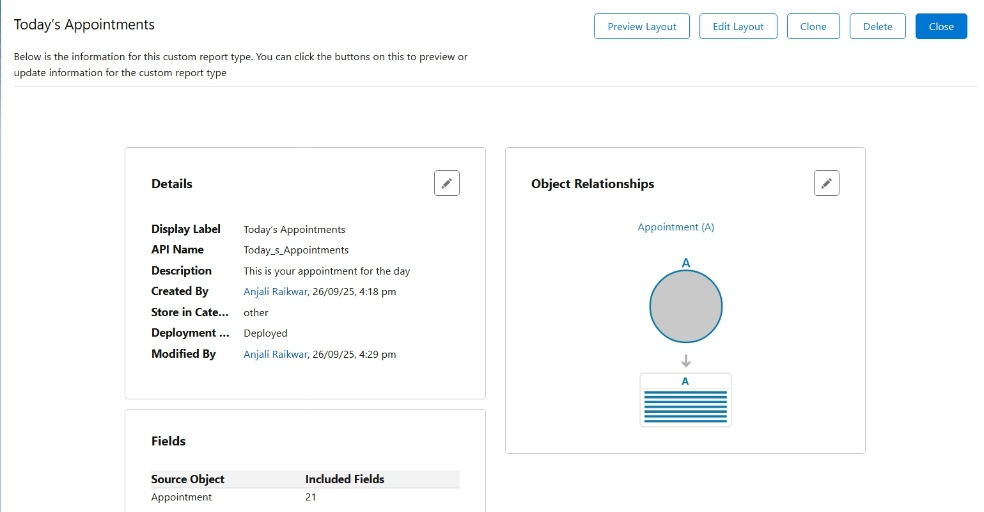 Today's Appointments
Preview Layout
Edit Layout
Clone
Delete
Close
Below is the information for this custom report type. You can click the buttons on this to preview or
update information for the custom report type
Details
Display Label Today's Appointments
API Name Today_s_Appointments
Description This is your appointment for the day
Created By Anjali Raikwar, 26/09/25, 4:18 pm
Store in Cate... other
Deployment ... Deployed
Modified By Anjali Raikwar, 26/09/25, 4:29 pm
Object Relationships
Appointment (A)
A
A
Fields
Source Object Included Fields
Appointment 21